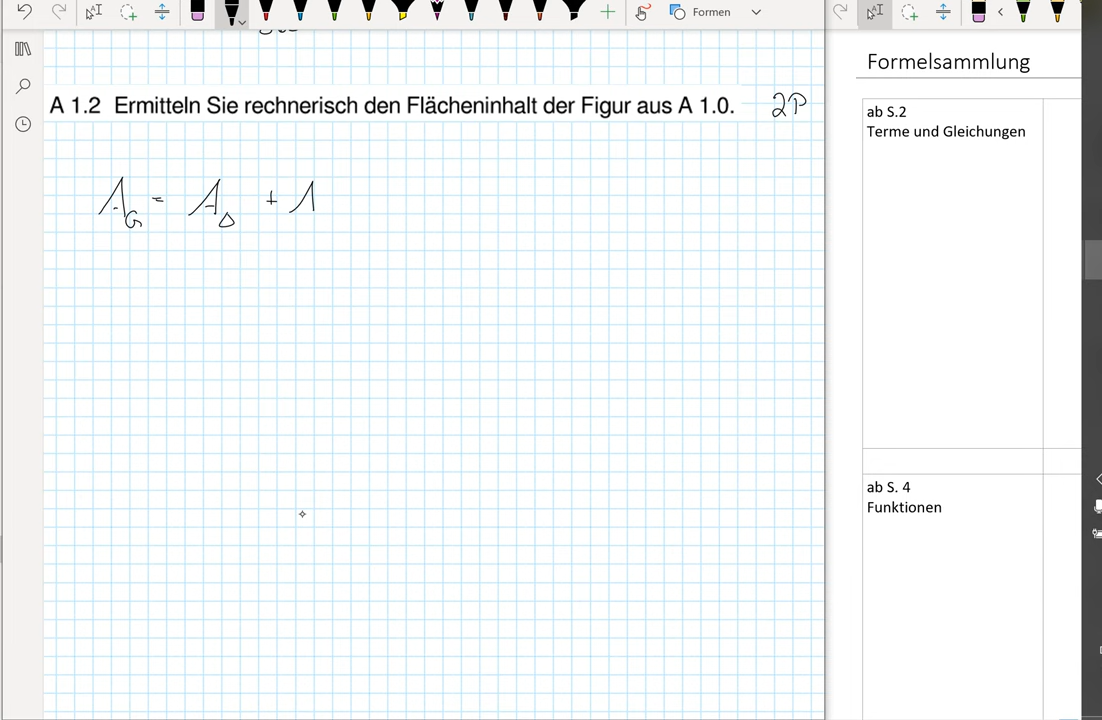 Formen
Formelsammlung
A 1.2 Ermitteln Sie rechnerisch den Flächeninhalt der Figur aus A 1.0. 2P
A_G = A_Δ + A
ab S.2
Terme und Gleichungen
ab S. 4
Funktionen